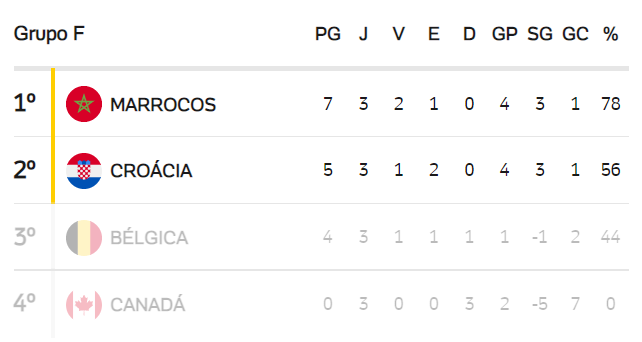 Grupo F PG J V E D GP SG GC %
1º MARROCOS 7 3 2 1 0 4 3 1 78
2º CROÁCIA 5 3 1 2 0 4 3 1 56
3º BÉLGICA 4 3 1 1 1 1 -1 2 44
4º CANADÁ 0 3 0 0 3 2 -5 7 0